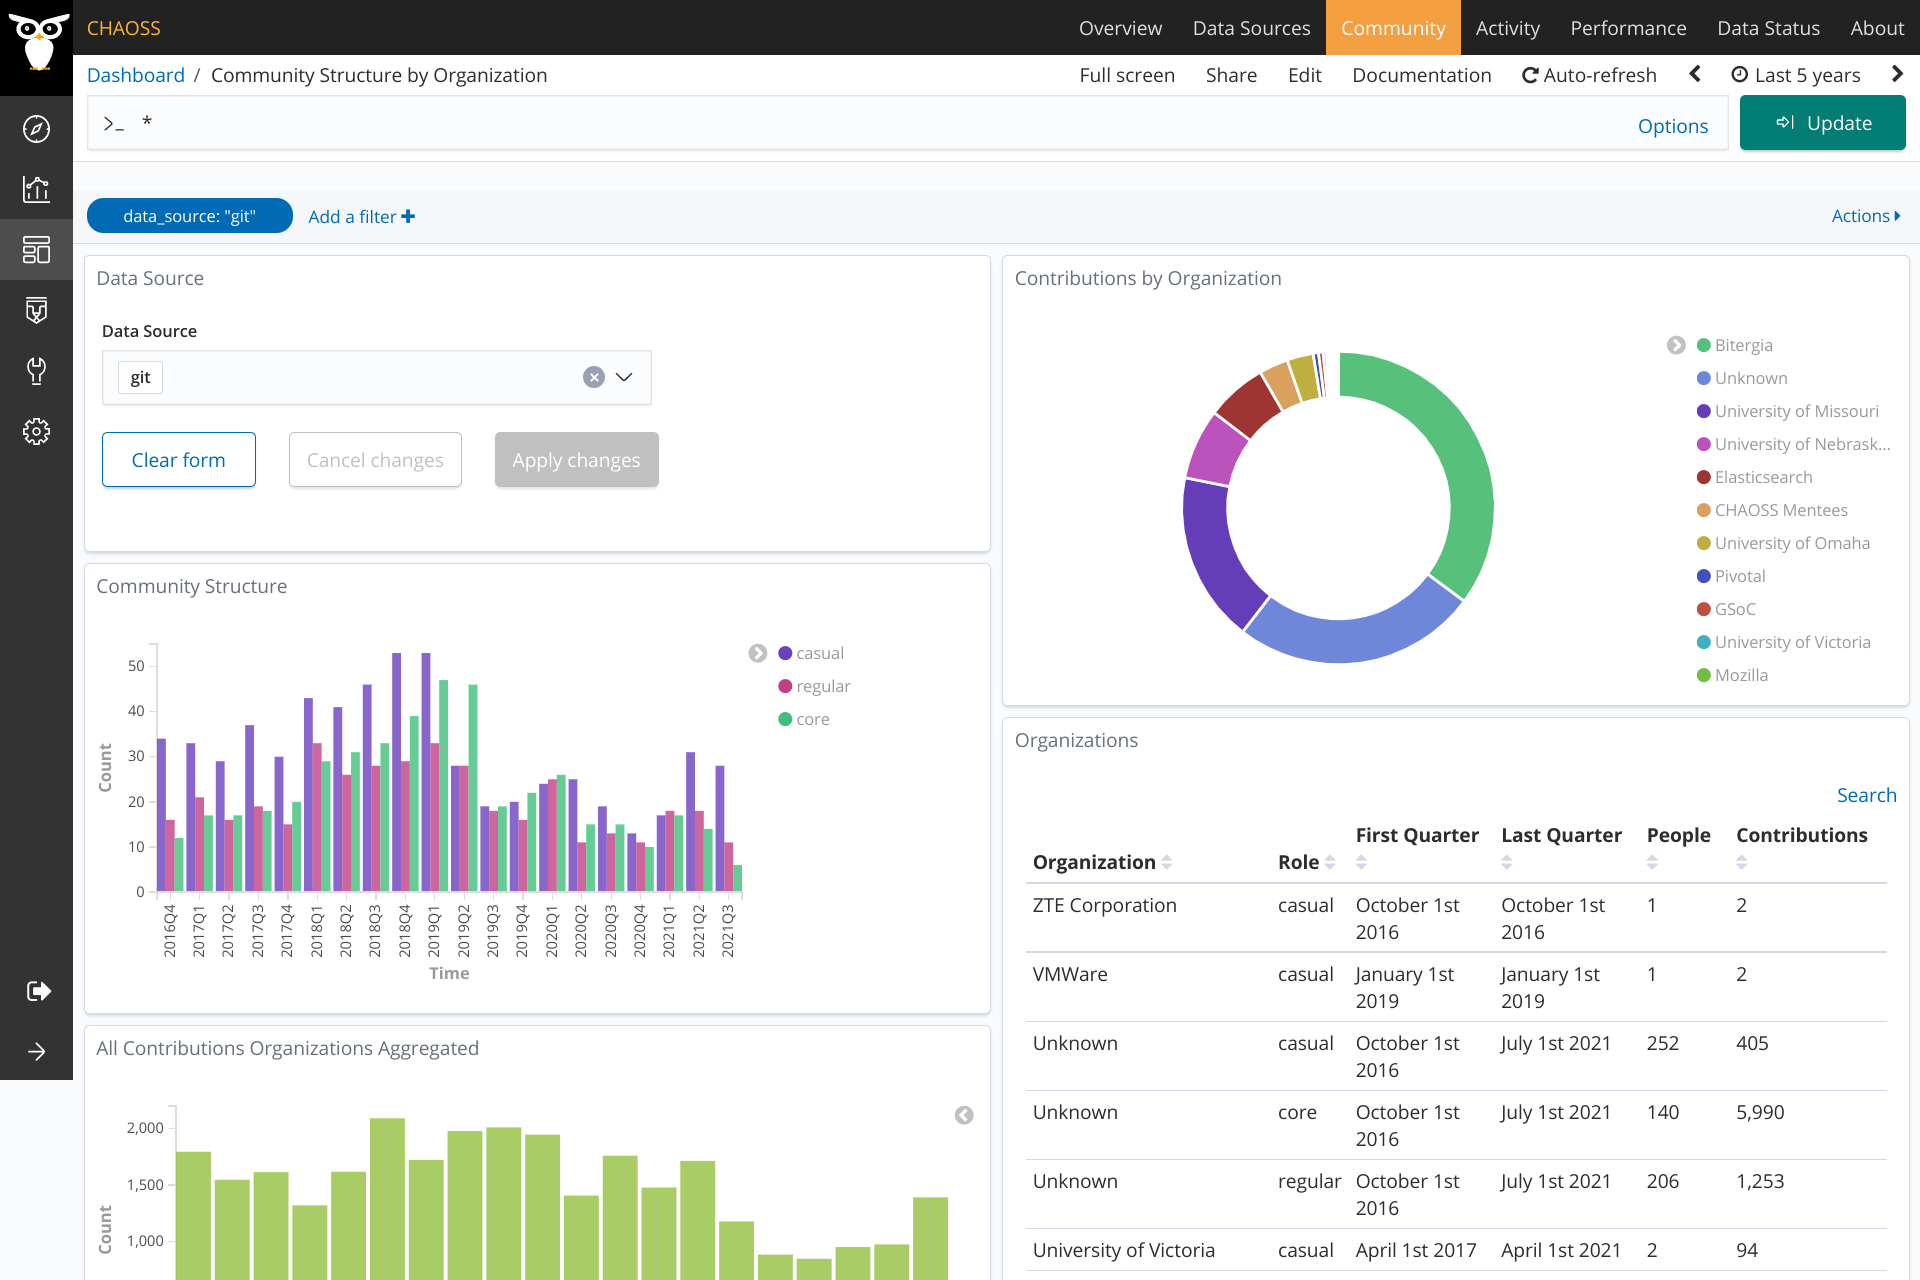 CHAOSS
Overview
Data Sources
Community
Activity
Performance
Data Status
About
Dashboard / Community Structure by Organization
Full screen
Share
Edit
Documentation
Auto-refresh
Last 5 years
>_ *
Options
Update
data_source: "git"
Add a filter
Actions
Data Source
Data Source
git
Clear form
Cancel changes
Apply changes
Community Structure
50
40
30
20
10
0
Count
2016Q4
2017Q1
2017Q2
2017Q3
2017Q4
2018Q1
2018Q2
2018Q3
2018Q4
2019Q1
2019Q2
2019Q3
2019Q4
2020Q1
2020Q2
2020Q3
2020Q4
2021Q1
2021Q2
2021Q3
Time
casual
regular
core
All Contributions Organizations Aggregated
2,000
1,500
1,000
Count
Contributions by Organization
Bitergia
Unknown
University of Missouri
University of Nebrask...
Elasticsearch
CHAOSS Mentees
University of Omaha
Pivotal
GSoC
University of Victoria
Mozilla
Organizations
Search
Organization Role First Quarter Last Quarter People Contributions
ZTE Corporation casual October 1st 2016 October 1st 2016 1 2
VMWare casual January 1st 2019 January 1st 2019 1 2
Unknown casual October 1st 2016 July 1st 2021 252 405
Unknown core October 1st 2016 July 1st 2021 140 5,990
Unknown regular October 1st 2016 July 1st 2021 206 1,253
University of Victoria casual April 1st 2017 April 1st 2021 2 94